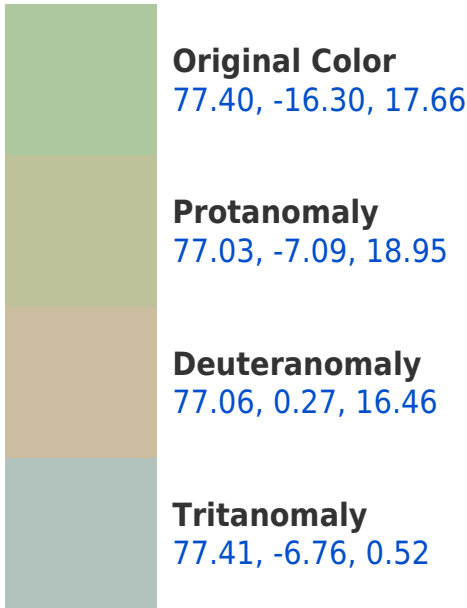 Original Color
77.40, -16.30, 17.66
Protanomaly
77.03, -7.09, 18.95
Deuteranomaly
77.06, 0.27, 16.46
Tritanomaly
77.41, -6.76, 0.52